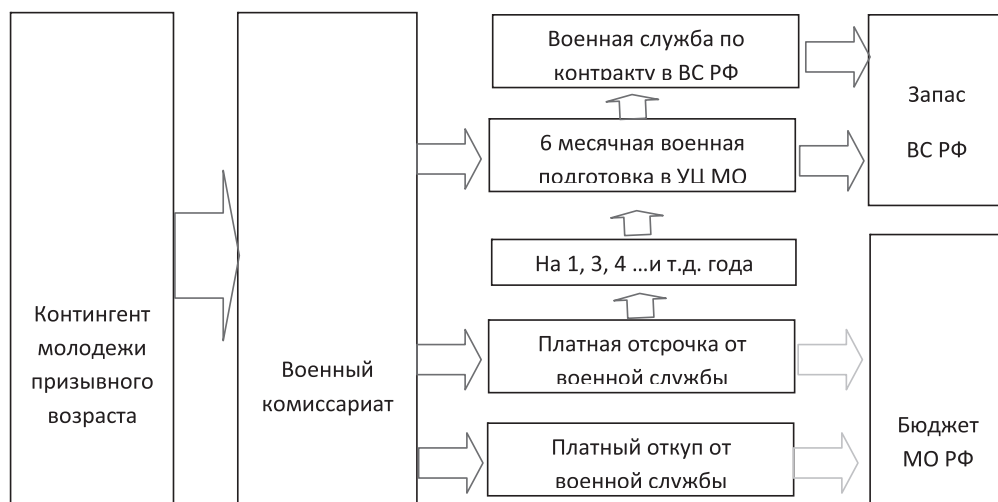 Контингент
молодежи
призывного
возраста
Военный
комиссариат
Военная служба по
контракту в ВС РФ
6 месячная военная
подготовка в УЦ МО
На 1, 3, 4 ...и т.д. года
Платная отсрочка от
военной службы
Платный откуп от
военной службы
Запас
ВС РФ
Бюджет
МО РФ